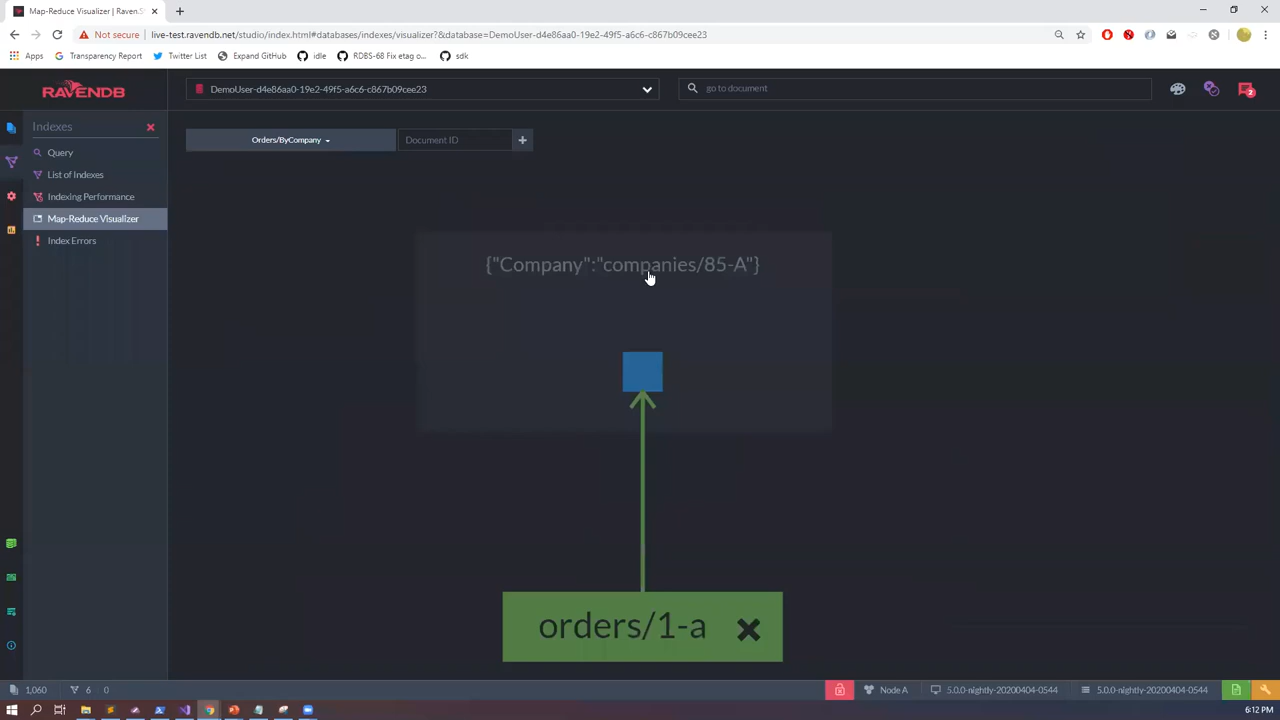 Map-Reduce Visualizer | Raven.S
Not secure | live-test.ravendb.net/studio/index.html#databases/indexes/visualizer?&database=DemoUser-d4e86aa0-19e2-49f5-a6c6-c867b09cee23
Apps Transparency Report Twitter List Expand GitHub idle RDBS-68 Fix etag o... sdk
RAVENDB
DemoUser-d4e86aa0-19e2-49f5-a6c6-c867b09cee23
go to document
2
Indexes
Orders/ByCompany
Document ID
Query
List of Indexes
Indexing Performance
Map-Reduce Visualizer
Index Errors
{"Company":"companies/85-A"}
orders/1-a
1,060
6
0
Node A
5.0.0-nightly-20200404-0544
5.0.0-nightly-20200404-0544
6:12 PM